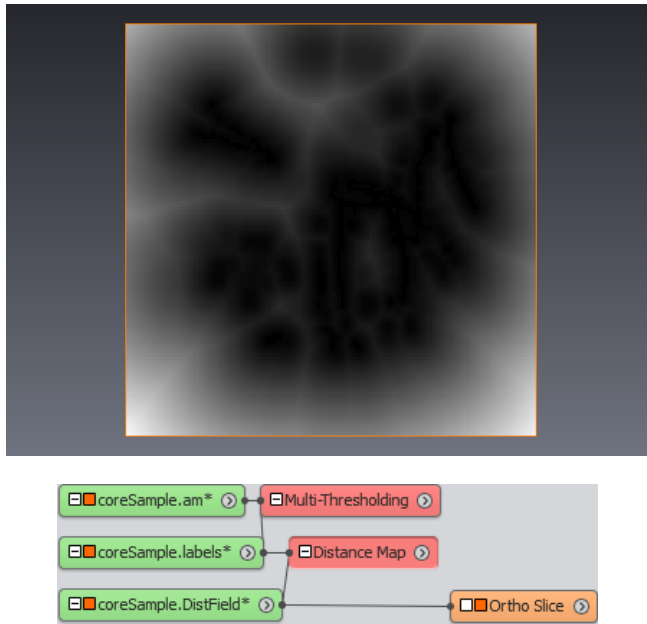 coreSample.am*
Multi-Thresholding
coreSample.labels*
Distance Map
coreSample.DistField*
Ortho Slice